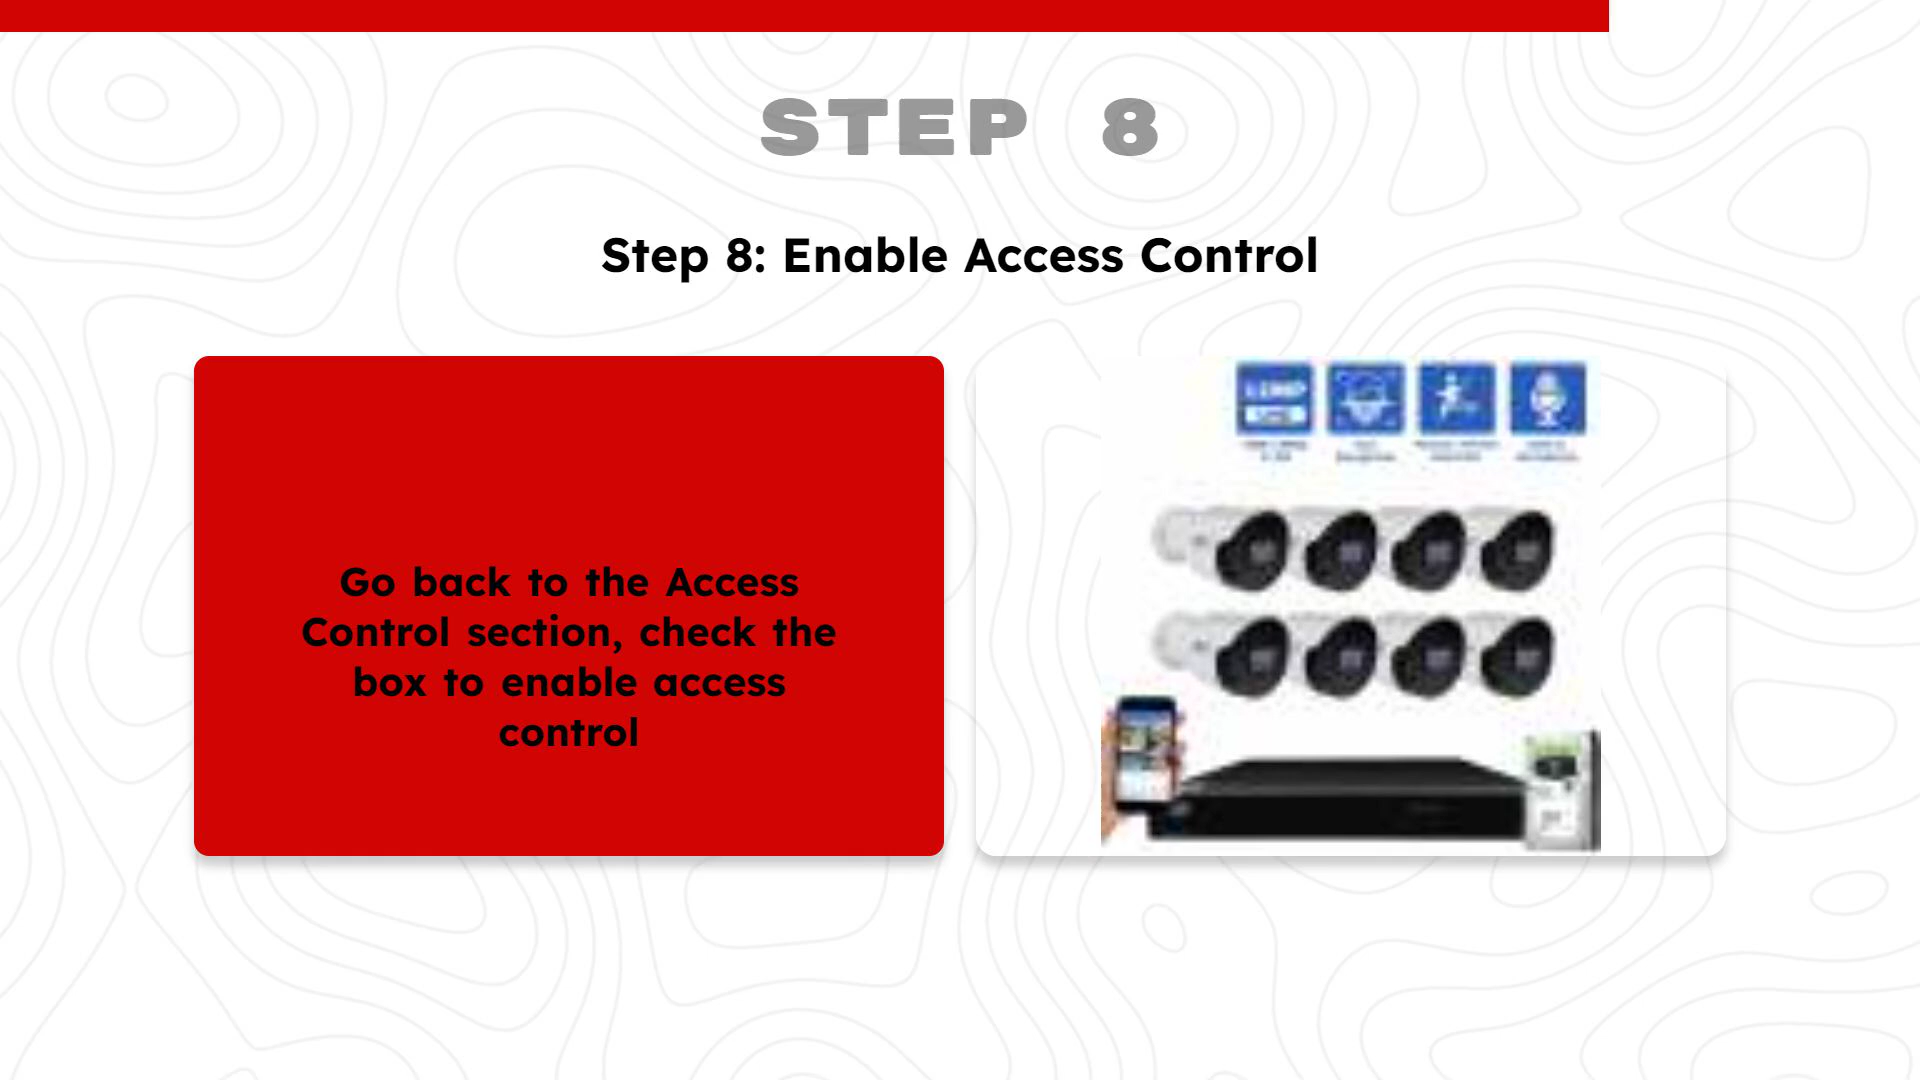 STEP 8
Step 8: Enable Access Control
Go back to the Access
Control section, check the
box to enable access
control